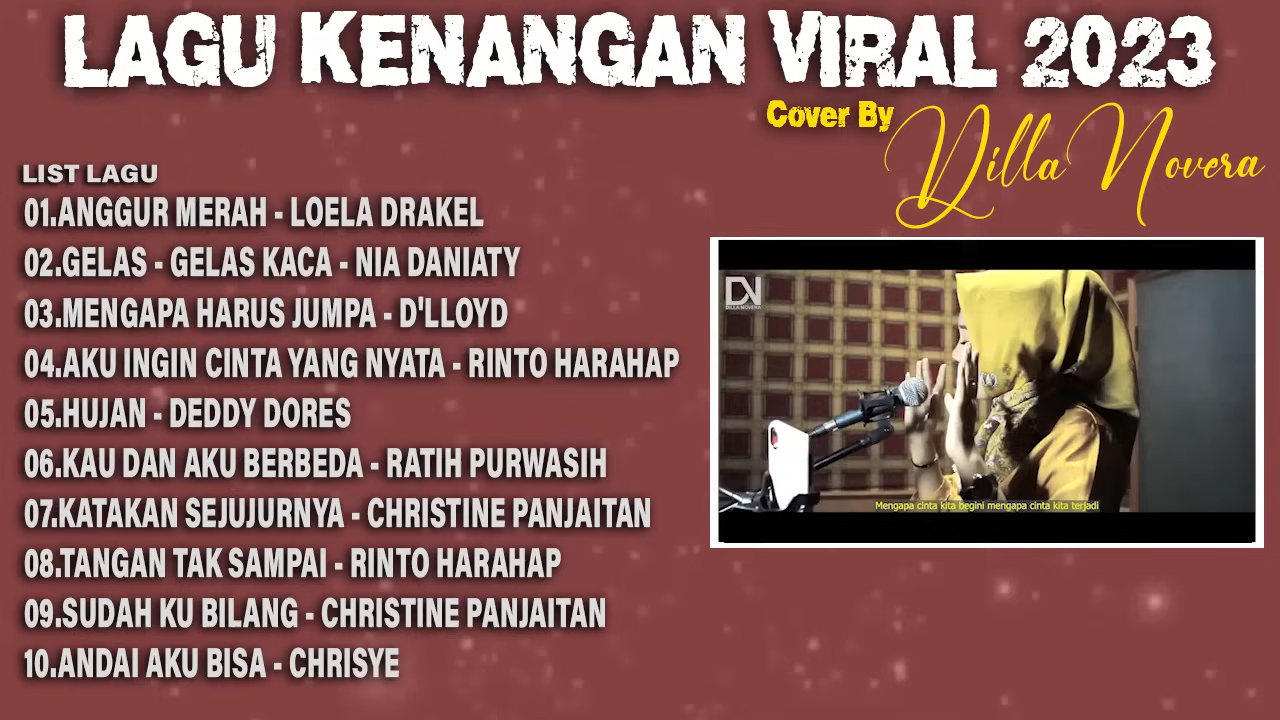 LAGU KENANGAN VIRAL 2023
Cover By Dilla Novera
LIST LAGU
01.ANGGUR MERAH - LOELA DRAKEL
02.GELAS - GELAS KACA - NIA DANIATY
03.MENGAPA HARUS JUMPA - D'LLOYD
04.AKU INGIN CINTA YANG NYATA - RINTO HARAHAP
05.HUJAN - DEDDY DORES
06.KAU DAN AKU BERBEDA - RATIH PURWASIH
07.KATAKAN SEJUJURNYA - CHRISTINE PANJAITAN
08.TANGAN TAK SAMPAI - RINTO HARAHAP
09.SUDAH KU BILANG - CHRISTINE PANJAITAN
10.ANDAI AKU BISA - CHRISYE
DN
DILLA NOVERA
Mengapa cinta kita begini mengapa cinta kita terjadi